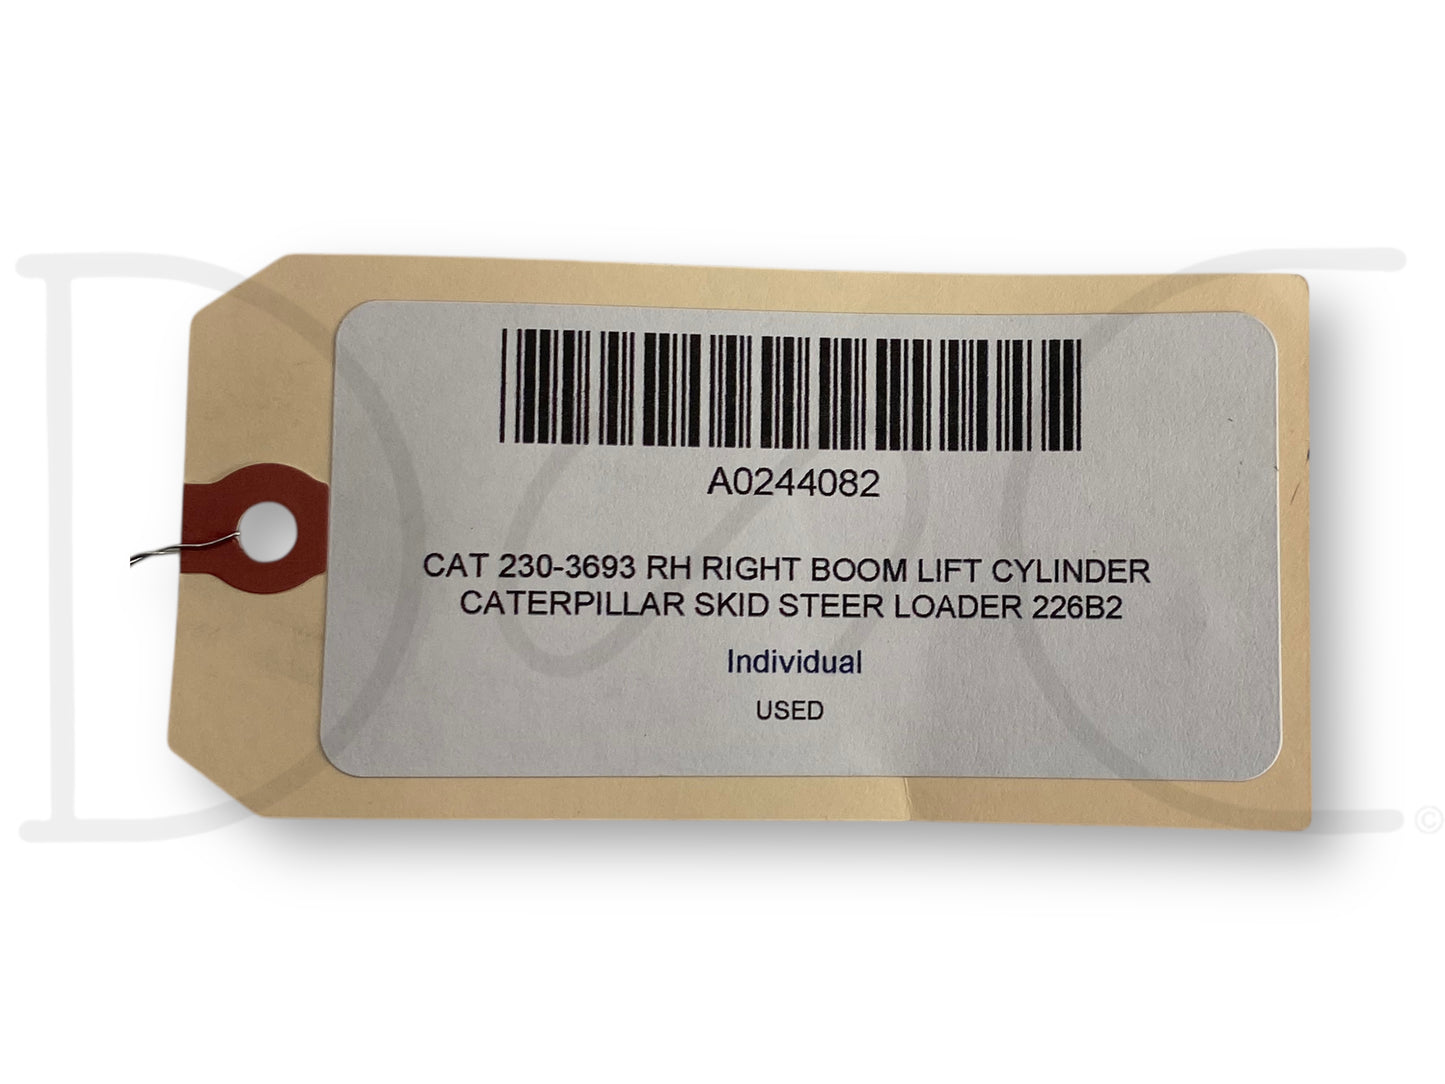 A0244082
CAT 230-3693 RH RIGHT BOOM LIFT CYLINDER
CATERPILLAR SKID STEER LOADER 226B2
Individual
USED
D C ©